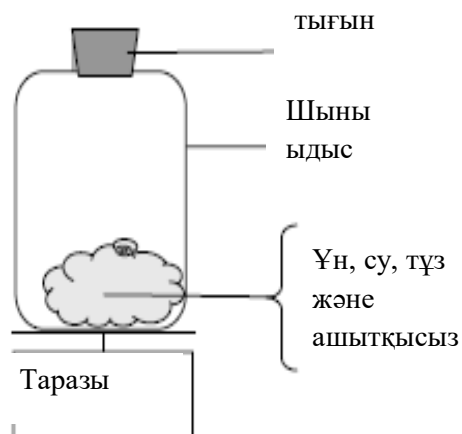 тығын
Шыны
ыдыс
Ұн, су, тұз
және
ашытқысыз
Таразы